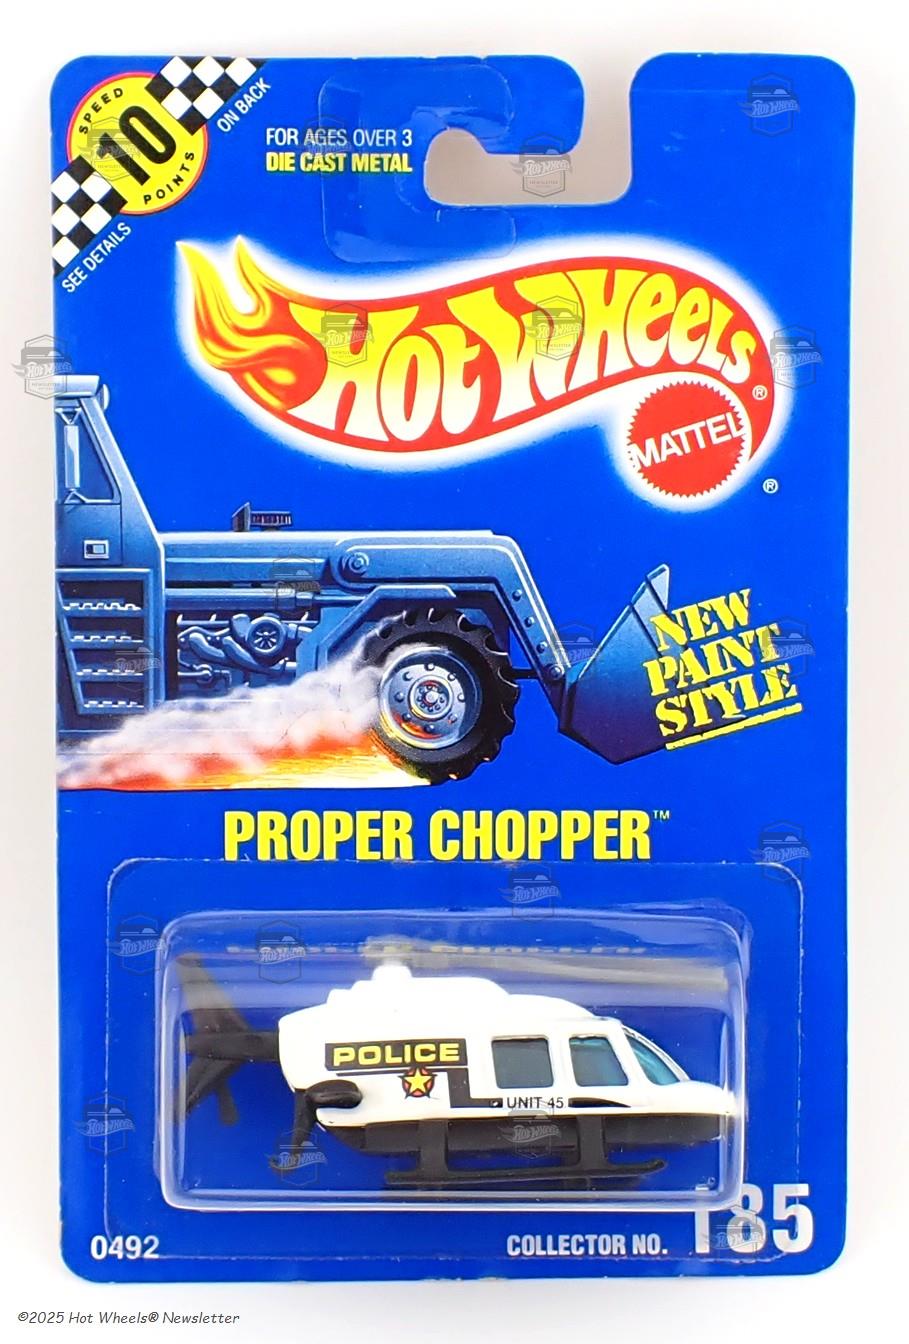 SPEED
10
POINTS
ON BACK
SEE DETAILS
FOR AGES OVER 3
DIE CAST METAL
HOT WHEELS®
MATTEL
®
NEW
PAINT
STYLE
PROPER CHOPPER™
POLICE
UNIT 45
0492
COLLECTOR NO. 185
©2025 Hot Wheels® Newsletter